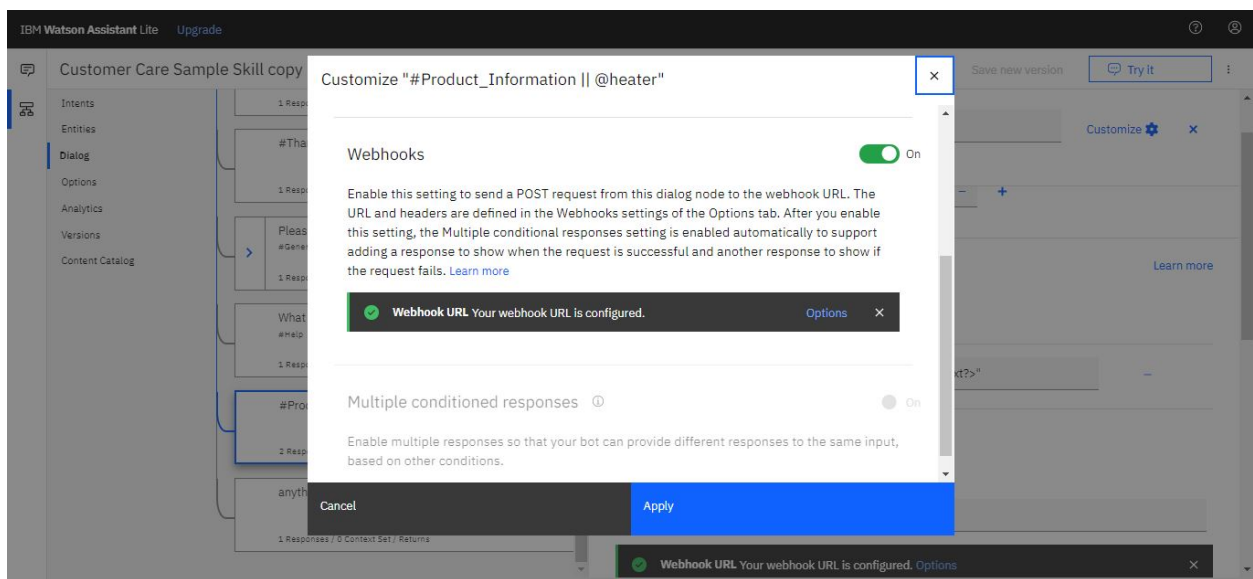 IBM Watson Assistant Lite Upgrade
Customer Care Sample Skill copy
Save new version
Try it
Intents
Entities
Dialog
Options
Analytics
Versions
Content Catalog
1 Resp
#Tha
1 Resp
Pleas
#Gener
1 Resp
What
#Help
1 Resp
#Pro
2 Resp
anyth
1 Responses / 0 Context Set / Returns
Customize "#Product_Information || @heater"
Webhooks
On
Enable this setting to send a POST request from this dialog node to the webhook URL. The
URL and headers are defined in the Webhooks settings of the Options tab. After you enable
this setting, the Multiple conditional responses setting is enabled automatically to support
adding a response to show when the request is successful and another response to show if
the request fails. Learn more
Webhook URL Your webhook URL is configured. Options
Multiple conditioned responses
On
Enable multiple responses so that your bot can provide different responses to the same input,
based on other conditions.
Cancel
Apply
Customize
Learn more
xt?>"
Webhook URL Your webhook URL is configured. Options